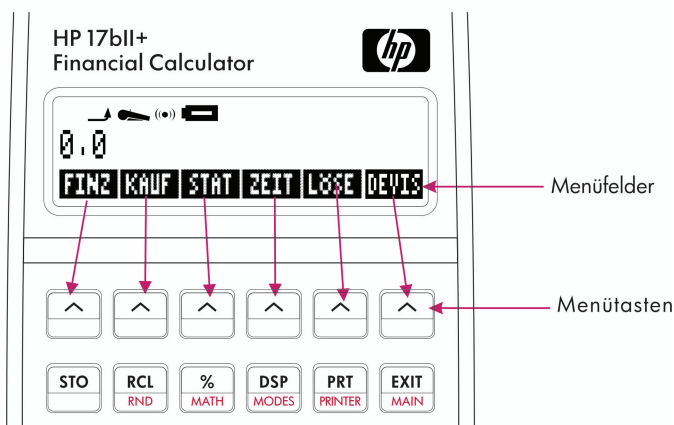 HP 17bII+
Financial Calculator
hp
0.0
FINZ KAUF STAT ZEIT LÖSE DEVIS
Menüfelder
Menütasten
STO RCL % DSP PRT EXIT
RND MATH MODES PRINTER MAIN